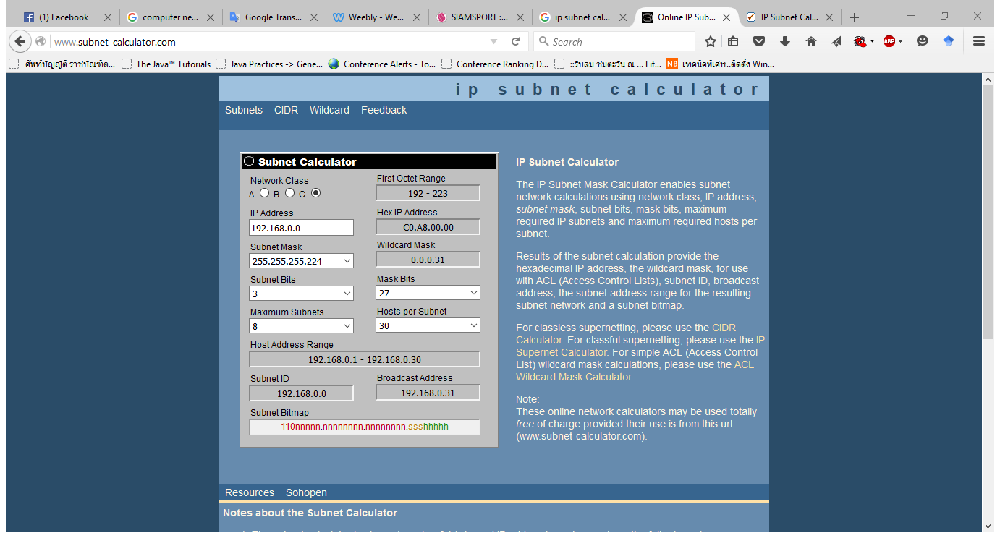 (1) Facebook
computer ne...
Google Trans...
Weebly - We...
SIAMSPORT :...
ip subnet cal...
Online IP Sub...
IP Subnet Cal...
www.subnet-calculator.com
Search
ABP
ศัพท์บัญญัติ ราชบัณฑิต...
The Java™ Tutorials
Java Practices -> Gene...
Conference Alerts - To...
Conference Ranking D...
::รับลม ชมตะวัน ณ ... Lit...
NB เทคนิคพิเศษ..ติดตั้ง Win...
ip subnet calculator
Subnets CIDR Wildcard Feedback
Subnet Calculator
Network Class
A B C
First Octet Range
192 - 223
IP Address
192.168.0.0
Hex IP Address
C0.A8.00.00
Subnet Mask
255.255.255.224
Wildcard Mask
0.0.0.31
Subnet Bits
3
Mask Bits
27
Maximum Subnets
8
Hosts per Subnet
30
Host Address Range
192.168.0.1 - 192.168.0.30
Subnet ID
192.168.0.0
Broadcast Address
192.168.0.31
Subnet Bitmap
110nnnnn.nnnnnnnn.nnnnnnnn.ssshhhhh
IP Subnet Calculator
The IP Subnet Mask Calculator enables subnet
network calculations using network class, IP address,
subnet mask, subnet bits, mask bits, maximum
required IP subnets and maximum required hosts per
subnet.
Results of the subnet calculation provide the
hexadecimal IP address, the wildcard mask, for use
with ACL (Access Control Lists), subnet ID, broadcast
address, the subnet address range for the resulting
subnet network and a subnet bitmap.
For classless supernetting, please use the CIDR
Calculator. For classful supernetting, please use the IP
Supernet Calculator. For simple ACL (Access Control
List) wildcard mask calculations, please use the ACL
Wildcard Mask Calculator.
Note:
These online network calculators may be used totally
free of charge provided their use is from this url
(www.subnet-calculator.com).
Resources Sohopen
Notes about the Subnet Calculator